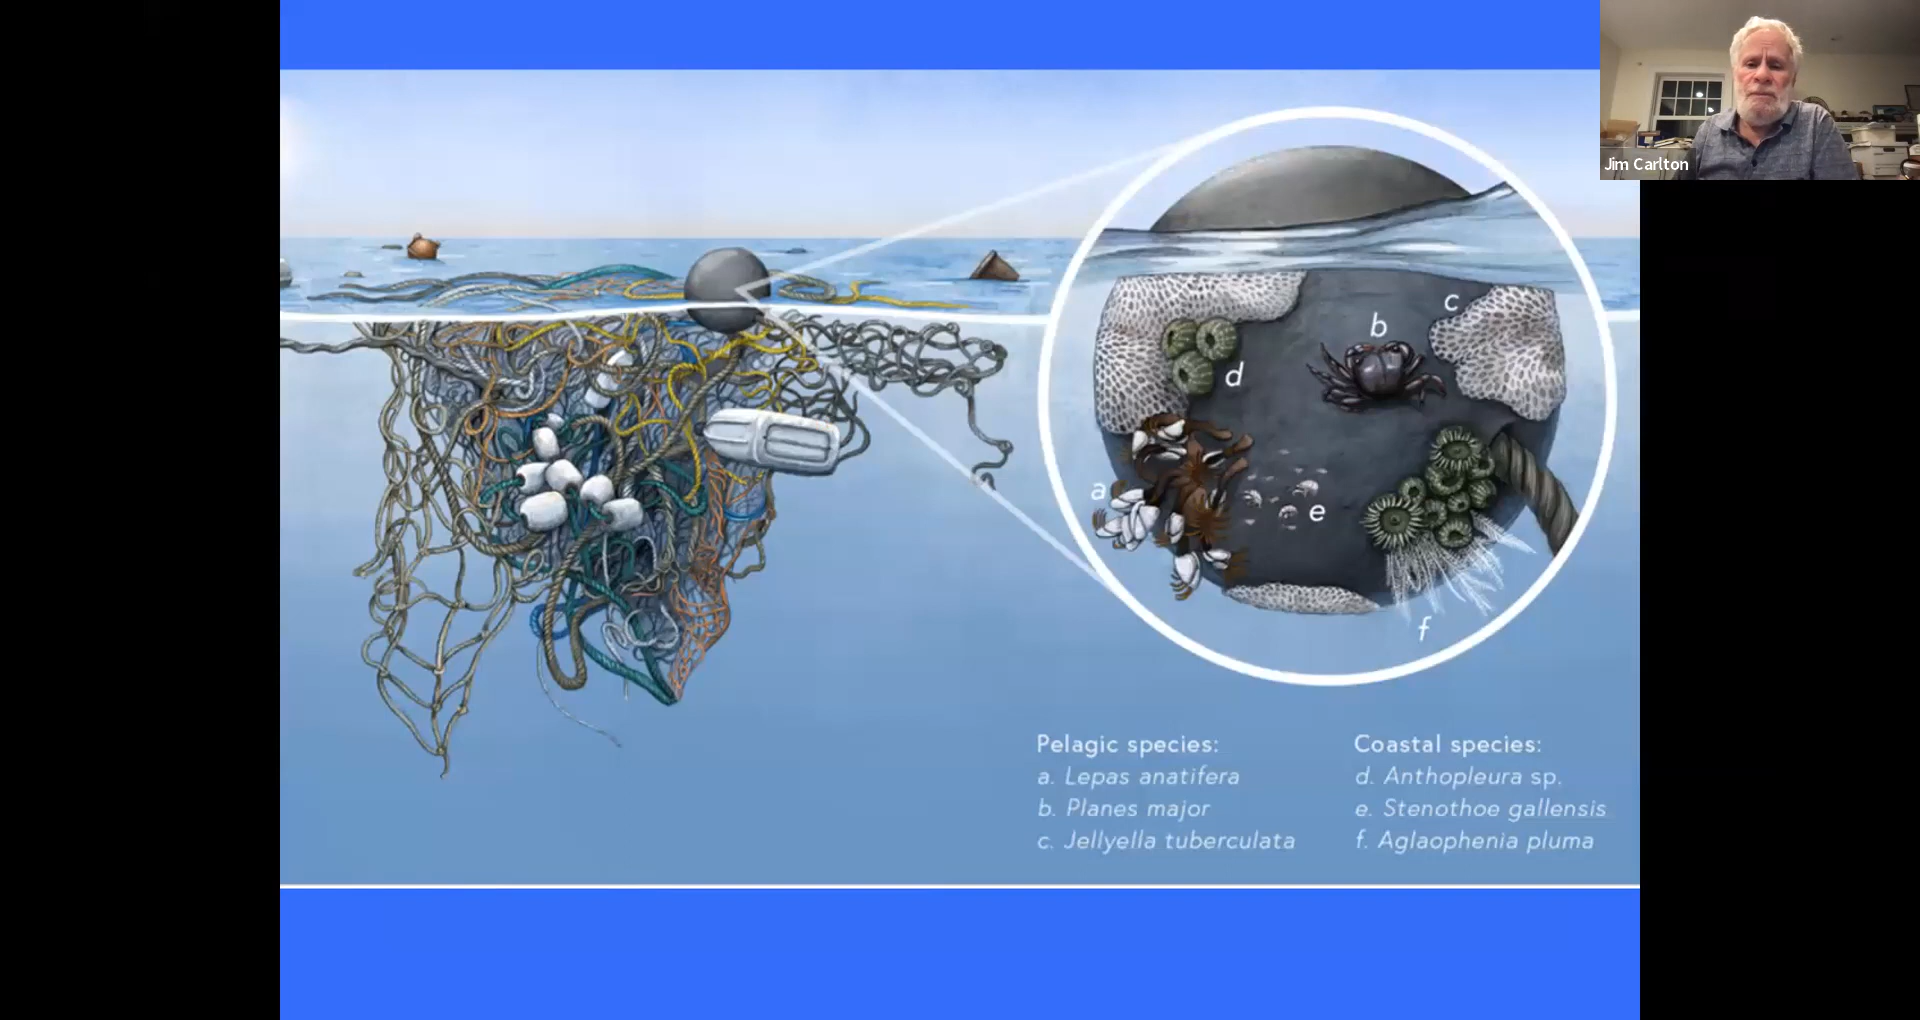 Jim Carlton
b
c
d
a
e
f
Pelagic species:
a. Lepas anatifera
b. Planes major
c. Jellyella tuberculata
Coastal species:
d. Anthopleura sp.
e. Stenothoe gallensis
f. Aglaophenia pluma